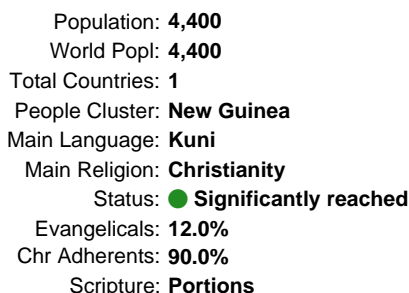 Population: 4,400
World Popl: 4,400
Total Countries: 1
People Cluster: New Guinea
Main Language: Kuni
Main Religion: Christianity
Status: Significantly reached
Evangelicals: 12.0%
Chr Adherents: 90.0%
Scripture: Portions